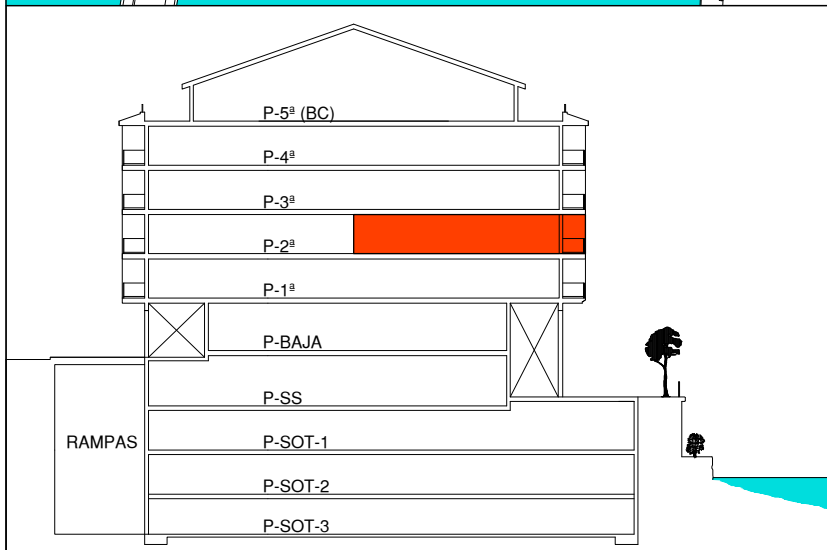 P-5ª (BC)
P-4ª
P-3ª
P-2ª
P-1ª
P-BAJA
P-SS
RAMPAS
P-SOT-1
P-SOT-2
P-SOT-3